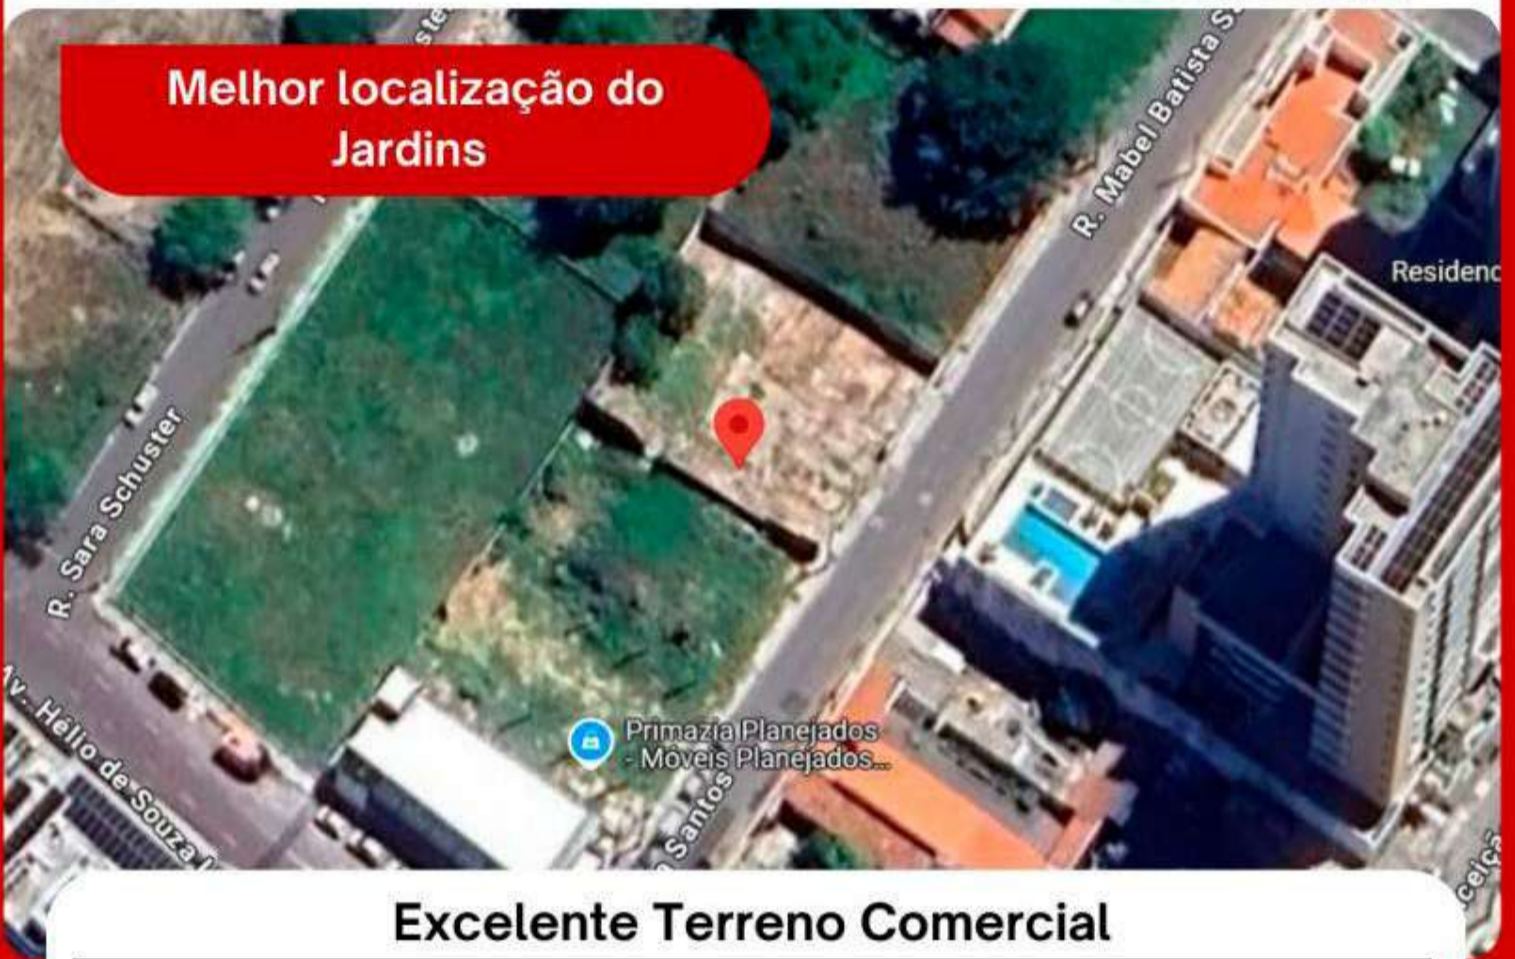 Melhor localização do
Jardins
R. Mabel Batista S
Residenc
R. Sara Schuster
Av. Hélio de Souza
Primazia Planejados
- Móveis Planejados...
Santos
Excelente Terreno Comercial